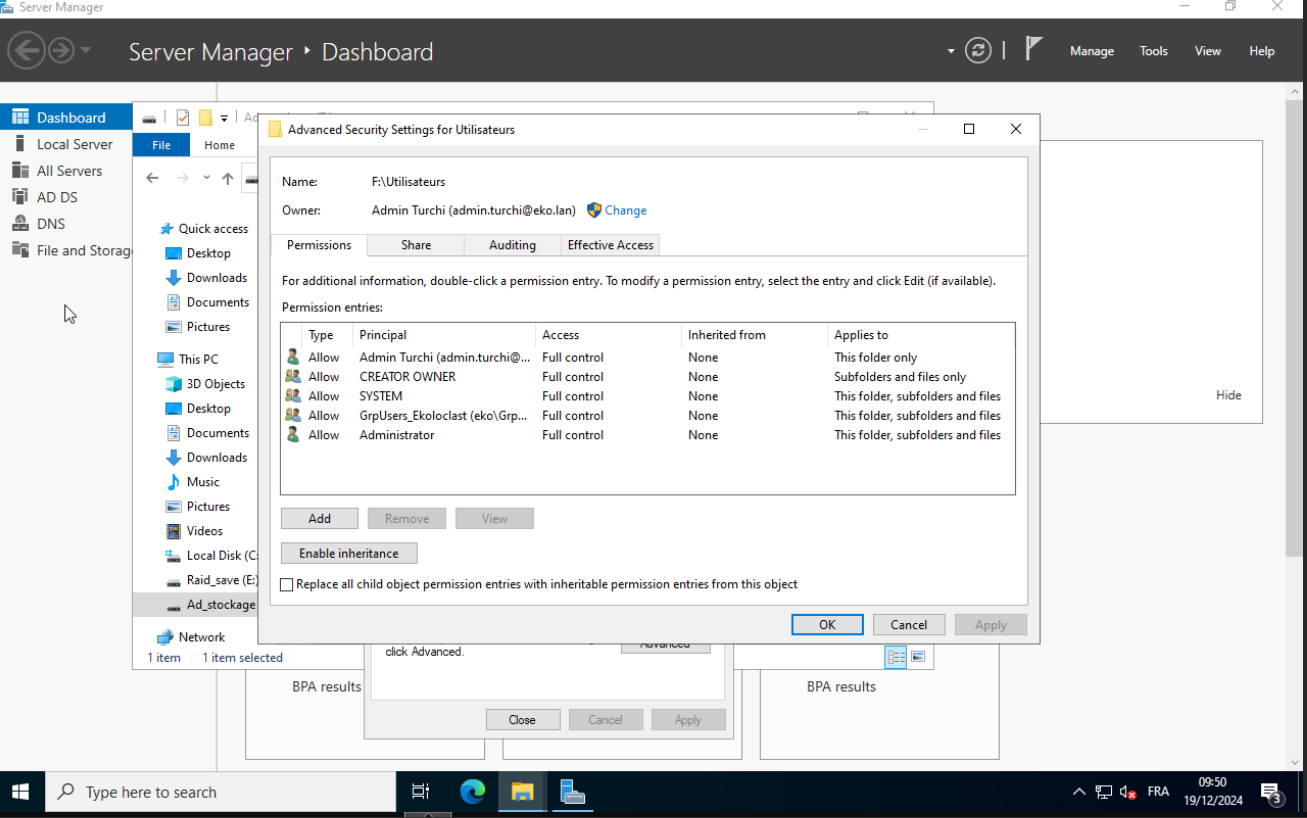 Server Manager
Server Manager • Dashboard
Manage Tools View Help
Dashboard
Local Server
All Servers
AD DS
DNS
File and Storag
File Home
Quick access
Desktop
Downloads
Documents
Pictures
This PC
3D Objects
Desktop
Documents
Downloads
Music
Pictures
Videos
Local Disk (C:
Raid_save (E:)
Ad_stockage
Network
1 item 1 item selected
Advanced Security Settings for Utilisateurs
Name: F:\Utilisateurs
Owner: Admin Turchi (admin.turchi@eko.lan) Change
Permissions Share Auditing Effective Access
For additional information, double-click a permission entry. To modify a permission entry, select the entry and click Edit (if available).
Permission entries:
Type Principal Access Inherited from Applies to
Allow Admin Turchi (admin.turchi@... Full control None This folder only
Allow CREATOR OWNER Full control None Subfolders and files only
Allow SYSTEM Full control None This folder, subfolders and files
Allow GrpUsers_Ekoloclast (eko\Grp... Full control None This folder, subfolders and files
Allow Administrator Full control None This folder, subfolders and files
Add Remove View
Enable inheritance
Replace all child object permission entries with inheritable permission entries from this object
OK Cancel Apply
Hide
click Advanced. Advanced
Close Cancel Apply
BPA results
BPA results
Type here to search
FRA
09:50
19/12/2024
3